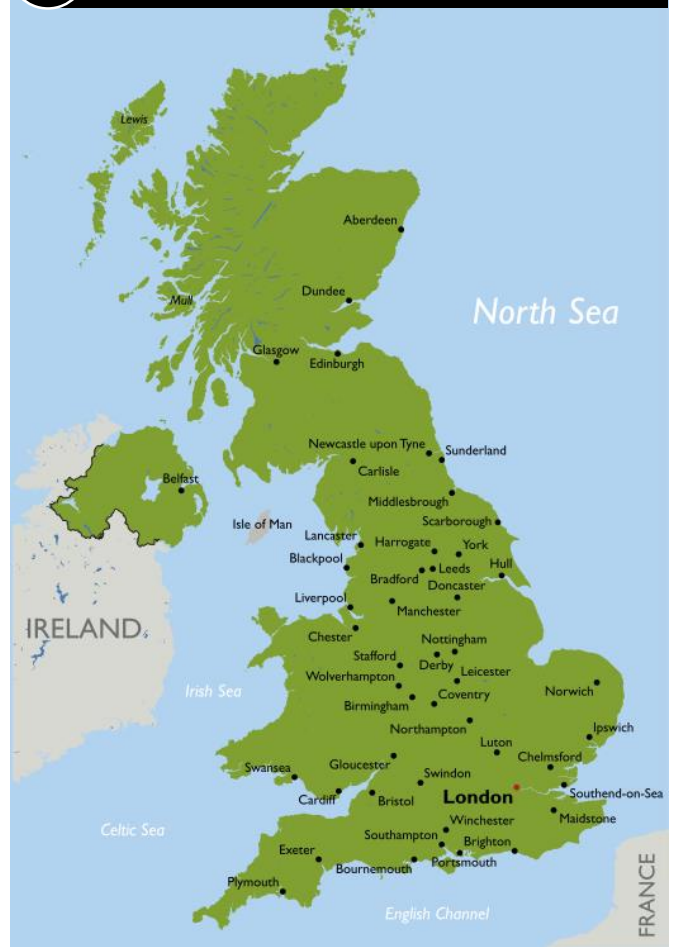 Lewis
Aberdeen
Dundee
Mull
North Sea
Glasgow
Edinburgh
Newcastle upon Tyne
Sunderland
Carlisle
Belfast
Middlesbrough
Isle of Man
Scarborough
Lancaster
Harrogate
York
Blackpool
Hull
Bradford
Leeds
Doncaster
Liverpool
Manchester
IRELAND
Chester
Nottingham
Stafford
Derby
Leicester
Wolverhampton
Irish Sea
Norwich
Coventry
Birmingham
Northampton
Ipswich
Luton
Chelmsford
Gloucester
Swansea
Swindon
Southend-on-Sea
Cardiff
Bristol
London
Maidstone
Celtic Sea
Winchester
Southampton
Brighton
Exeter
Portsmouth
Bournemouth
Plymouth
English Channel
FRANCE